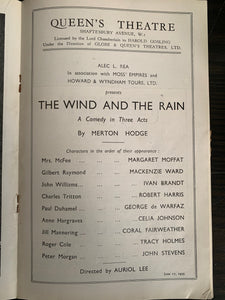 QUEEN'S THEATRE
SHAFTESBURY AVENUE, W.1
Licensed by the Lord Chamberlain to HAROLD GOSLING
Under the Direction of GLOBE & QUEEN'S THEATRES, LTD.
ALEC L. REA
in association with MOSS' EMPIRES and
HOWARD & WYNDHAM TOURS, LTD.
presents
THE WIND AND THE RAIN
A Comedy in Three Acts
By MERTON HODGE
Characters in the order of their appearance:
Mrs. McFee MARGARET MOFFAT
Gilbert Raymond MACKENZIE WARD
John Williams IVAN BRANDT
Charles Tritton ROBERT HARRIS
Paul Duhamel GEORGE de WARFAZ
Anne Hargraves CELIA JOHNSON
Jill Mannering CORAL FAIRWEATHER
Roger Cole TRACY HOLMES
Peter Morgan JOHN STEVENS
Directed by AURIOL LEE